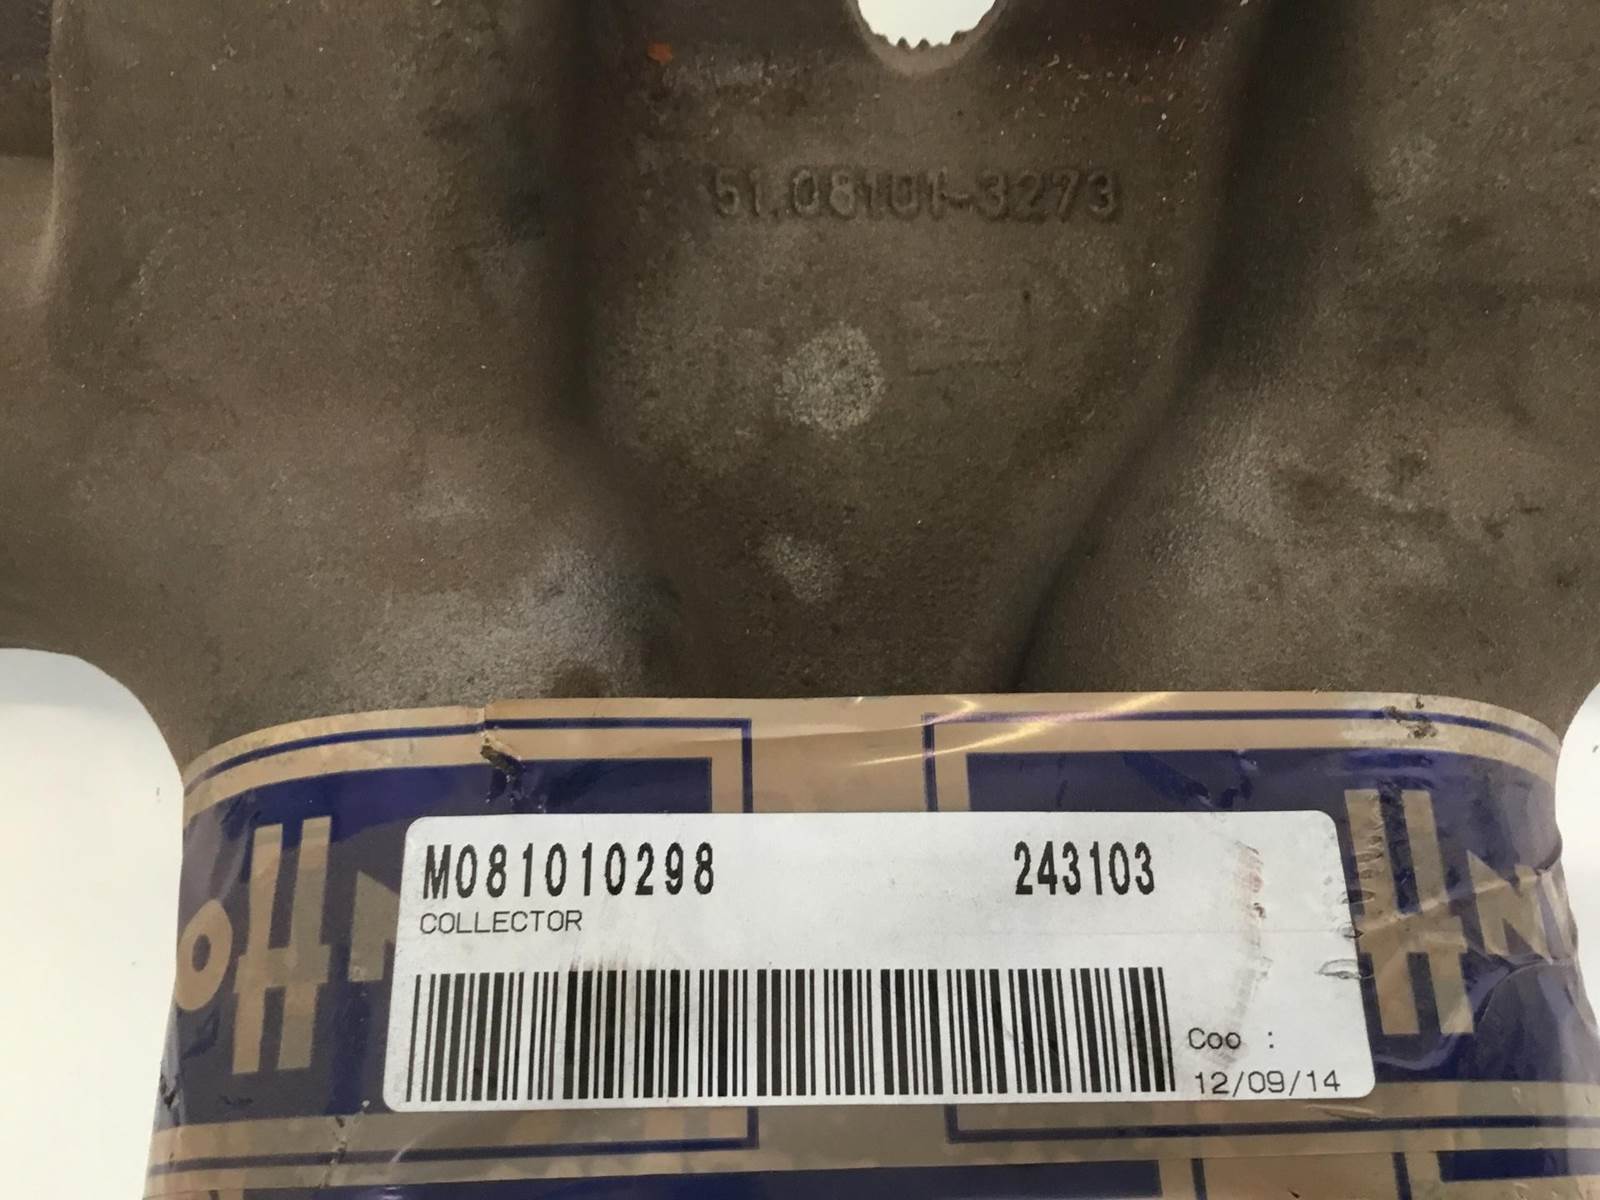 51.08101-3273
M081010298 243103
COLLECTOR
Coo :
12/09/14